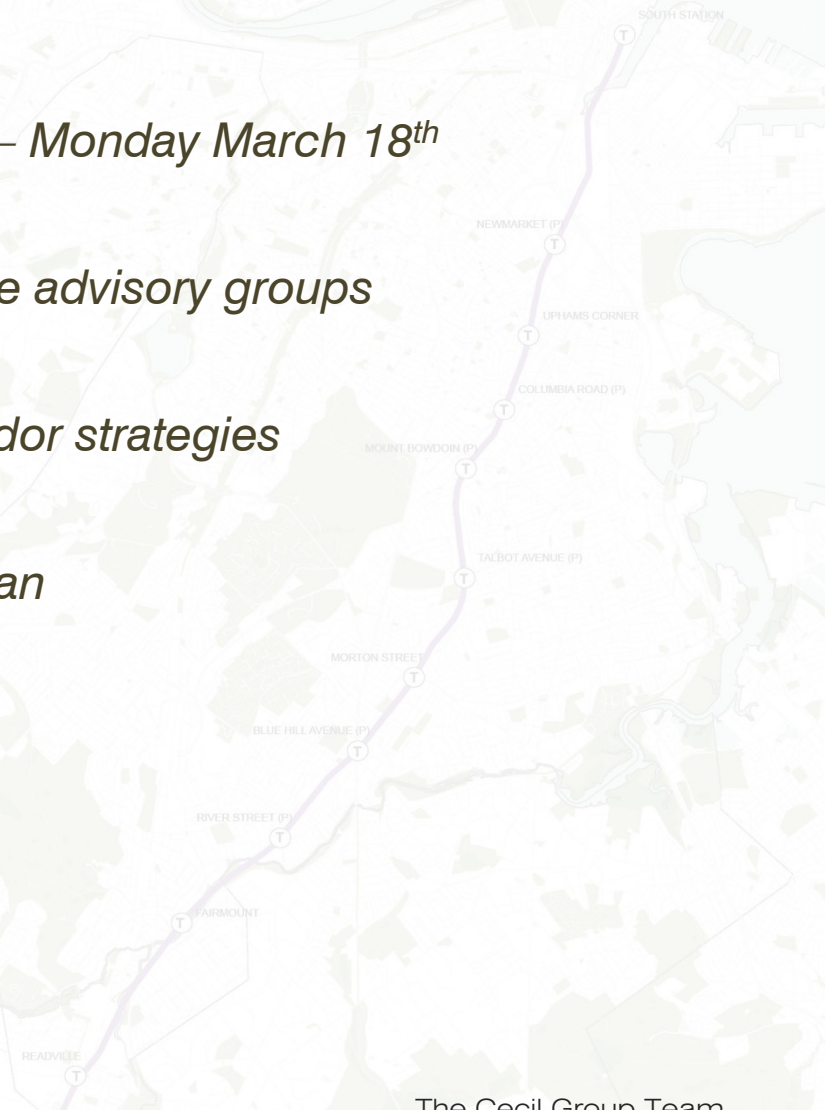 SOUTH STATION
T
– Monday March 18th
NEWMARKET (P)
T
e advisory groups
UPHAMS CORNER
T
COLUMBIA ROAD (P)
T
dor strategies
MOUNT BOWDOIN (P)
T
TALBOT AVENUE (P)
T
an
MORTON STREET
T
BLUE HILL AVENUE (P)
T
RIVER STREET (P)
T
FAIRMOUNT
T
READVILLE
T
The Cecil Group Team